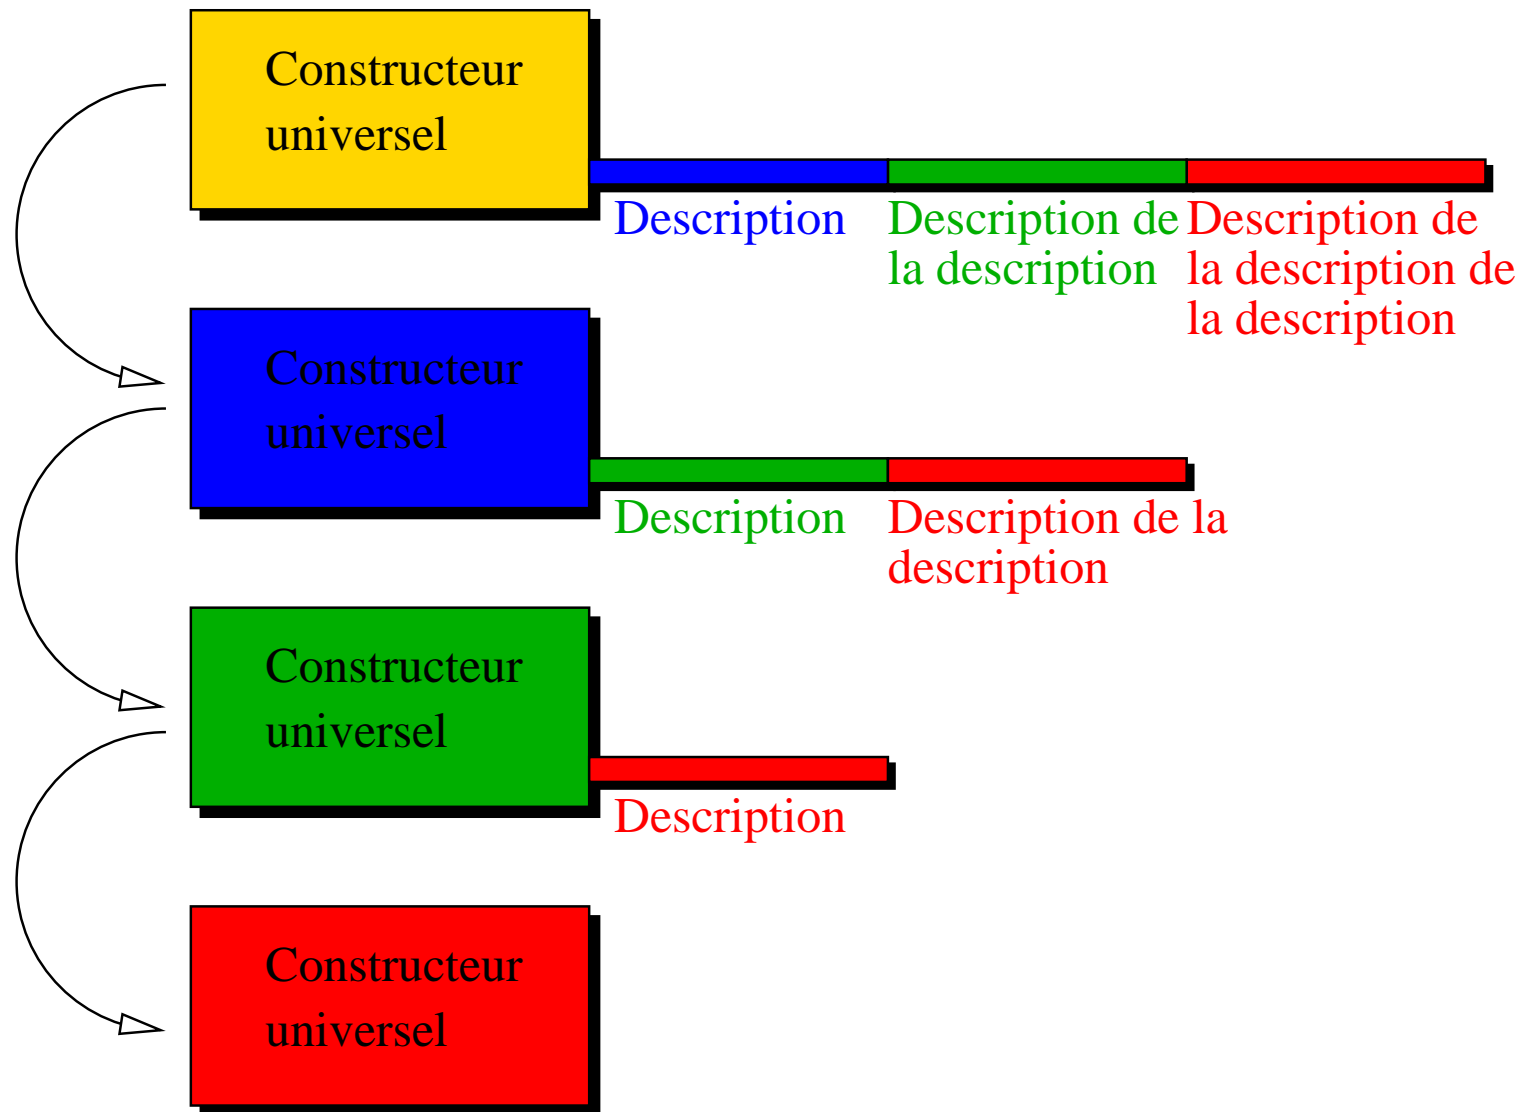 Constructeur
universel
Description
Description de
la description
Description de
la description de
la description
Constructeur
universel
Description
Description de la
description
Constructeur
universel
Description
Constructeur
universel